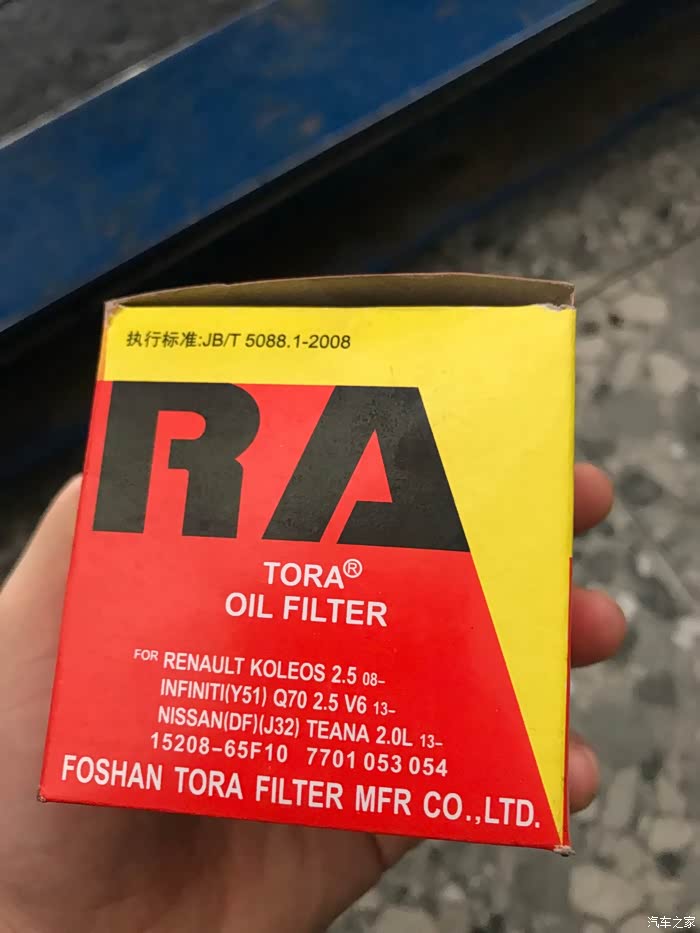 执行标准:JB/T 5088.1-2008
RA
TORA®
OIL FILTER
FOR RENAULT KOLEOS 2.5 08–
INFINITI(Y51) Q70 2.5 V6 13–
NISSAN(DF)(J32) TEANA 2.0L 13–
15208-65F10 7701 053 054
FOSHAN TORA FILTER MFR CO.,LTD.
汽车之家